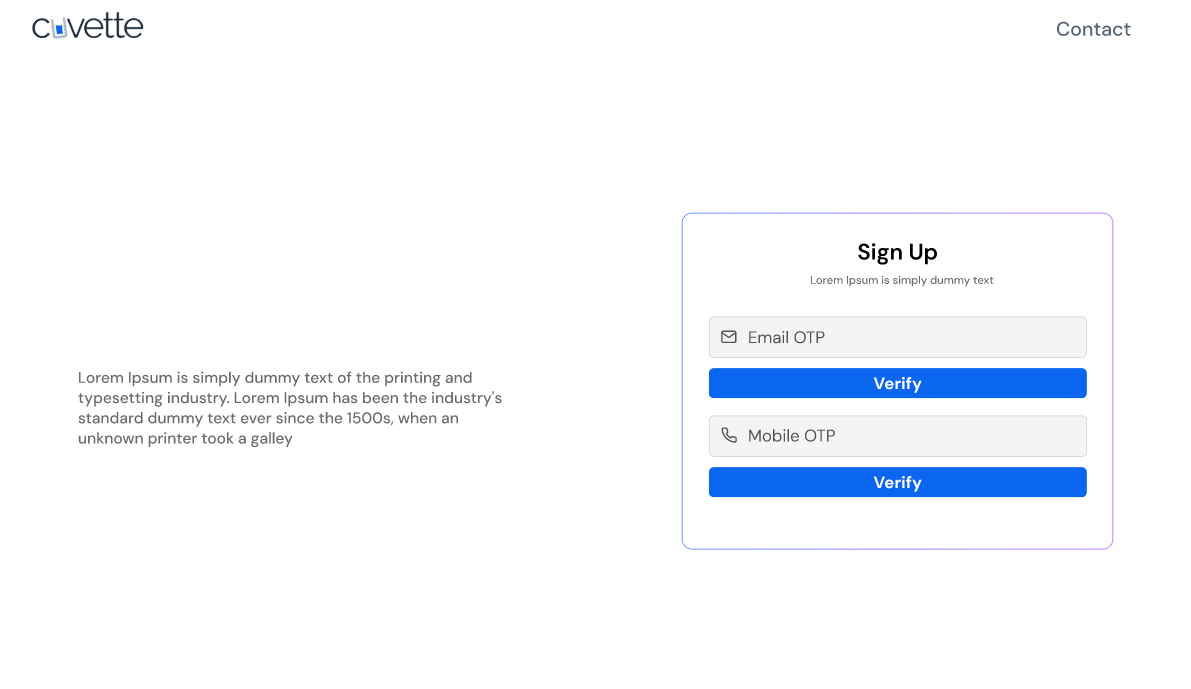 cuvette
Contact
Lorem Ipsum is simply dummy text of the printing and
typesetting industry. Lorem Ipsum has been the industry's
standard dummy text ever since the 1500s, when an
unknown printer took a galley
Sign Up
Lorem Ipsum is simply dummy text
Email OTP
Verify
Mobile OTP
Verify